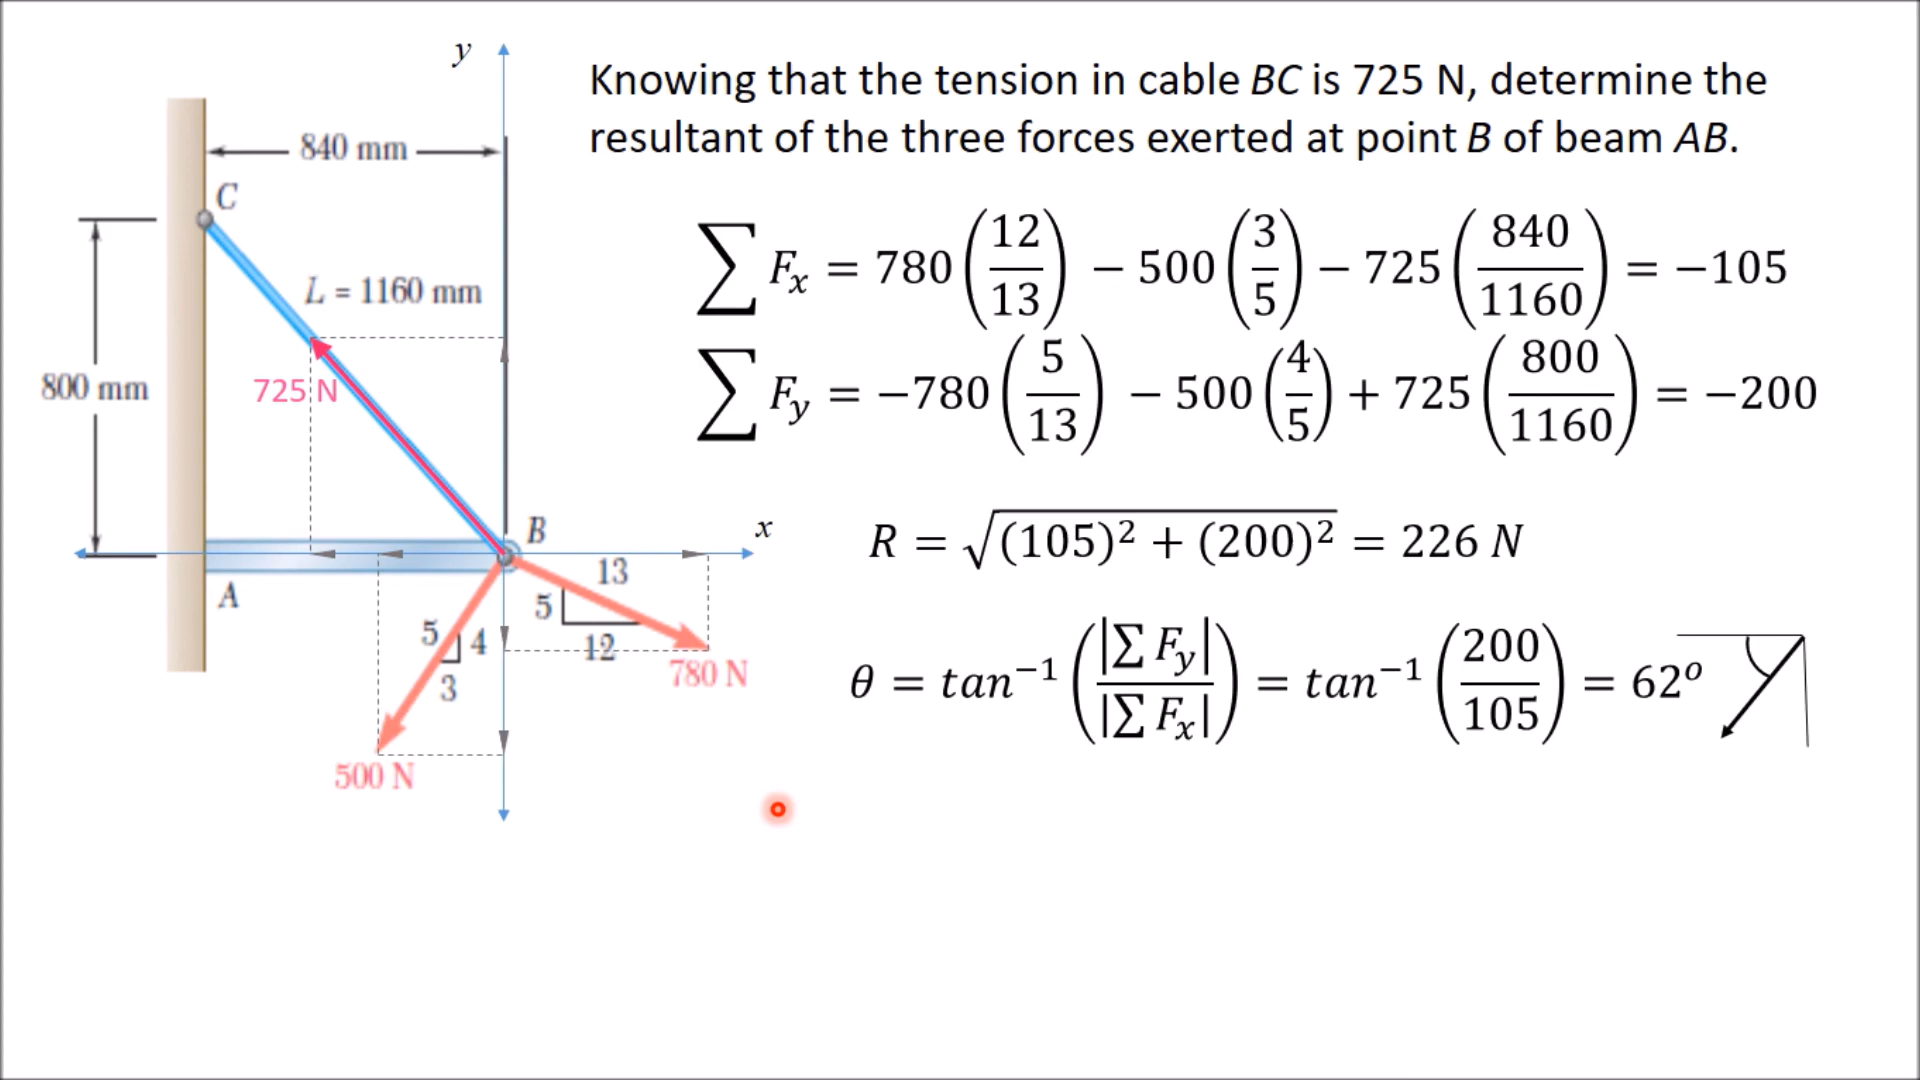 y
Knowing that the tension in cable BC is 725 N, determine the
resultant of the three forces exerted at point B of beam AB.
840 mm
C
L = 1160 mm
800 mm
725 N
B
x
A
13
5
12
780 N
5
4
3
500 N
∑ Fx = 780 (12/13) − 500 (3/5) − 725 (840/1160) = −105
∑ Fy = −780 (5/13) − 500 (4/5) + 725 (800/1160) = −200
R = √(105)² + (200)² = 226 N
θ = tan⁻¹ (|∑ Fy|/|∑ Fx|) = tan⁻¹ (200/105) = 62ᵒ